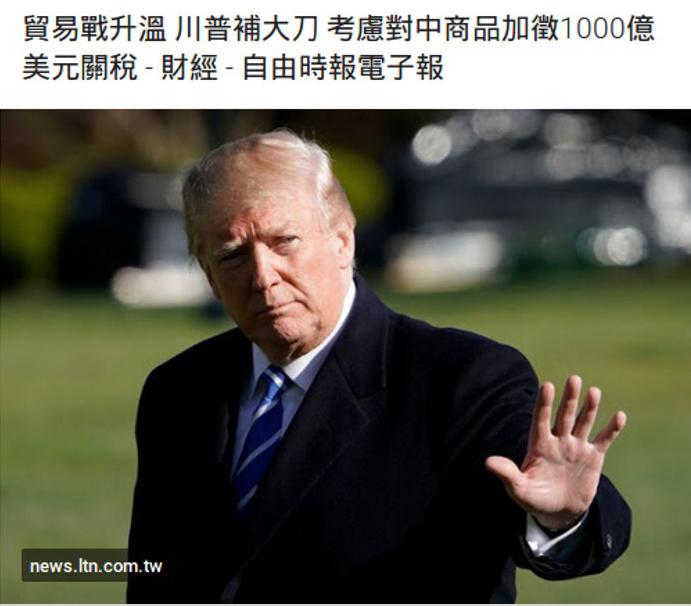 貿易戰升溫 川普補大刀 考慮對中商品加徵1000億
美元關稅 - 財經 - 自由時報電子報
news.ltn.com.tw